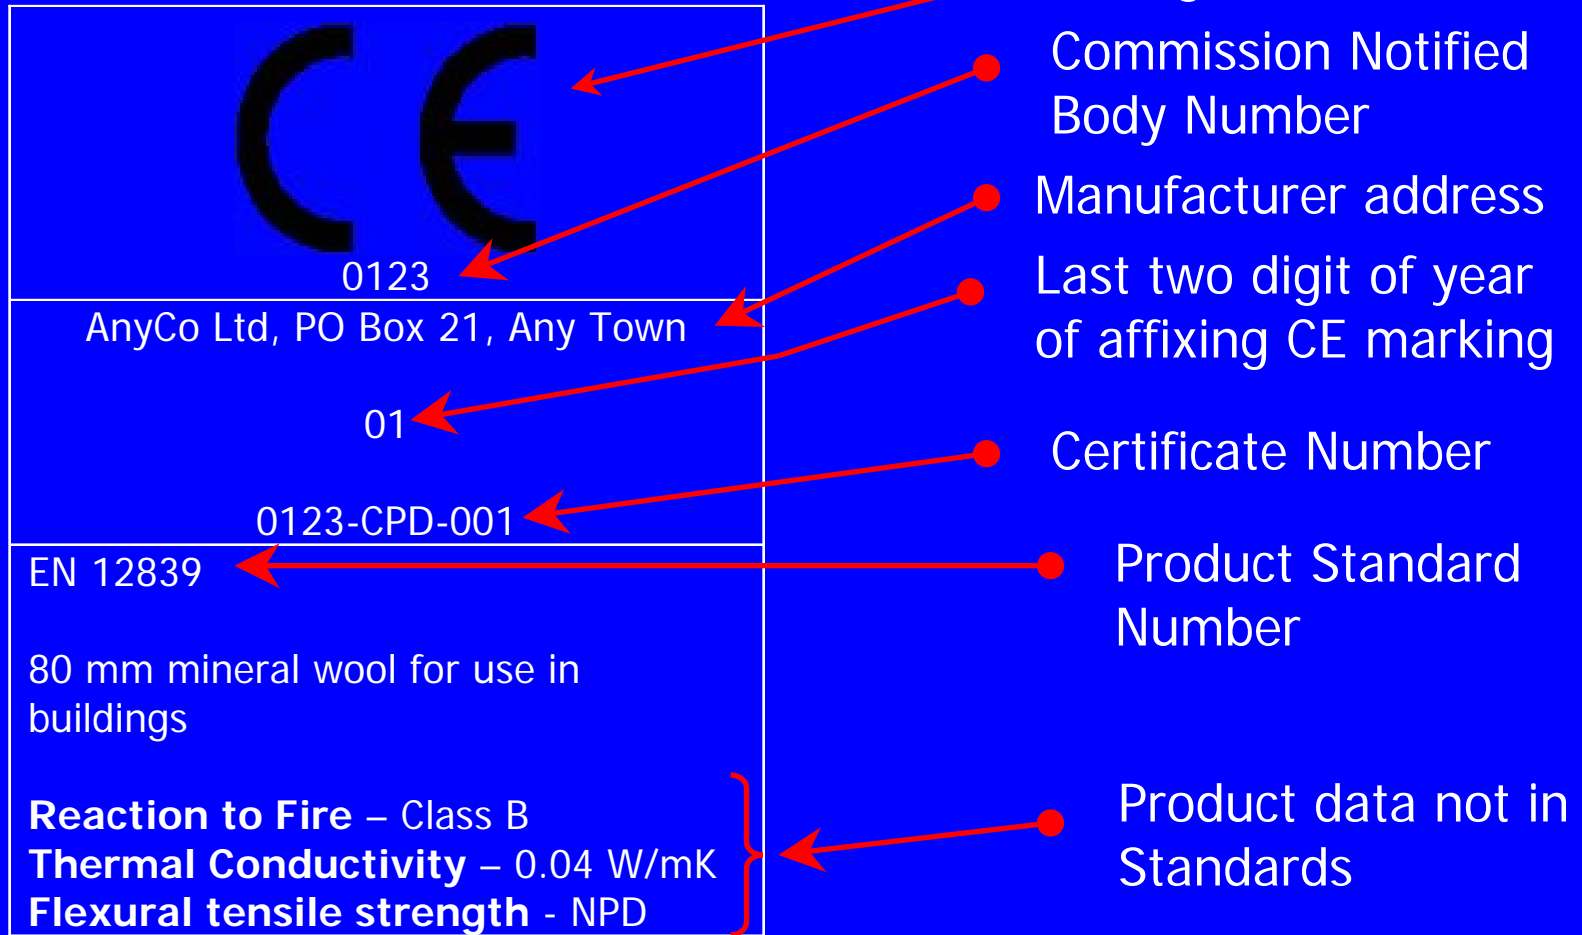 CE
0123
AnyCo Ltd, PO Box 21, Any Town
01
0123-CPD-001
EN 12839
80 mm mineral wool for use in
buildings
Reaction to Fire – Class B
Thermal Conductivity – 0.04 W/mK
Flexural tensile strength - NPD
Commission Notified
Body Number
Manufacturer address
Last two digit of year
of affixing CE marking
Certificate Number
Product Standard
Number
Product data not in
Standards